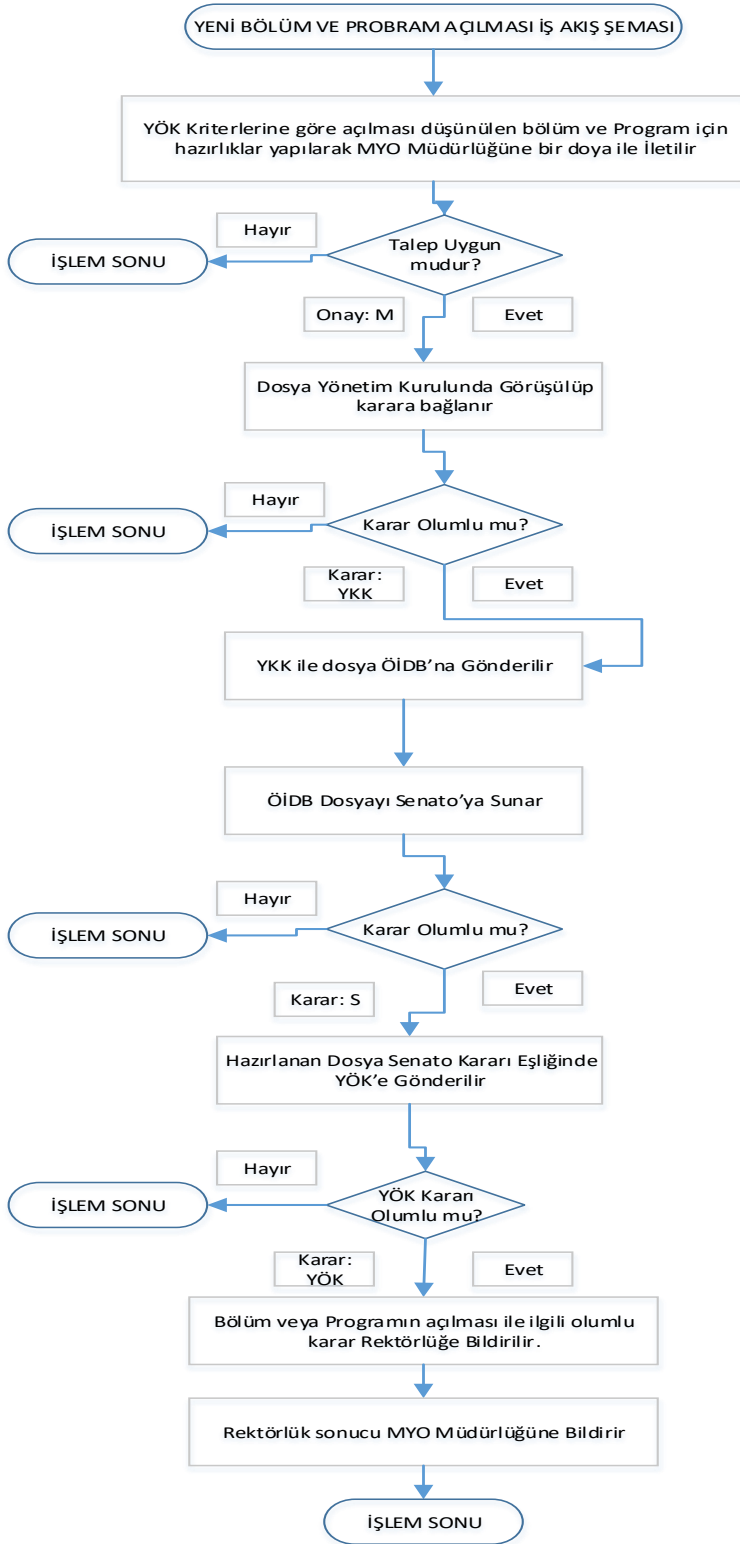 YENİ BÖLÜM VE PROBRAM AÇILMASI İŞ AKIŞ ŞEMASI
YÖK Kriterlerine göre açılması düşünülen bölüm ve Program için
hazırlıklar yapılarak MYO Müdürlüğüne bir doya ile İletilir
Hayır
Talep Uygun
mudur?
İŞLEM SONU
Onay: M
Evet
Dosya Yönetim Kurulunda Görüşülüp
karara bağlanır
Hayır
Karar Olumlu mu?
İŞLEM SONU
Karar:
YKK
Evet
YKK ile dosya ÖİDB’na Gönderilir
ÖİDB Dosyayı Senato’ya Sunar
Hayır
Karar Olumlu mu?
İŞLEM SONU
Karar: S
Evet
Hazırlanan Dosya Senato Kararı Eşliğinde
YÖK’e Gönderilir
Hayır
YÖK Kararı
Olumlu mu?
İŞLEM SONU
Karar:
YÖK
Evet
Bölüm veya Programın açılması ile ilgili olumlu
karar Rektörlüğe Bildirilir.
Rektörlük sonucu MYO Müdürlüğüne Bildirir
İŞLEM SONU